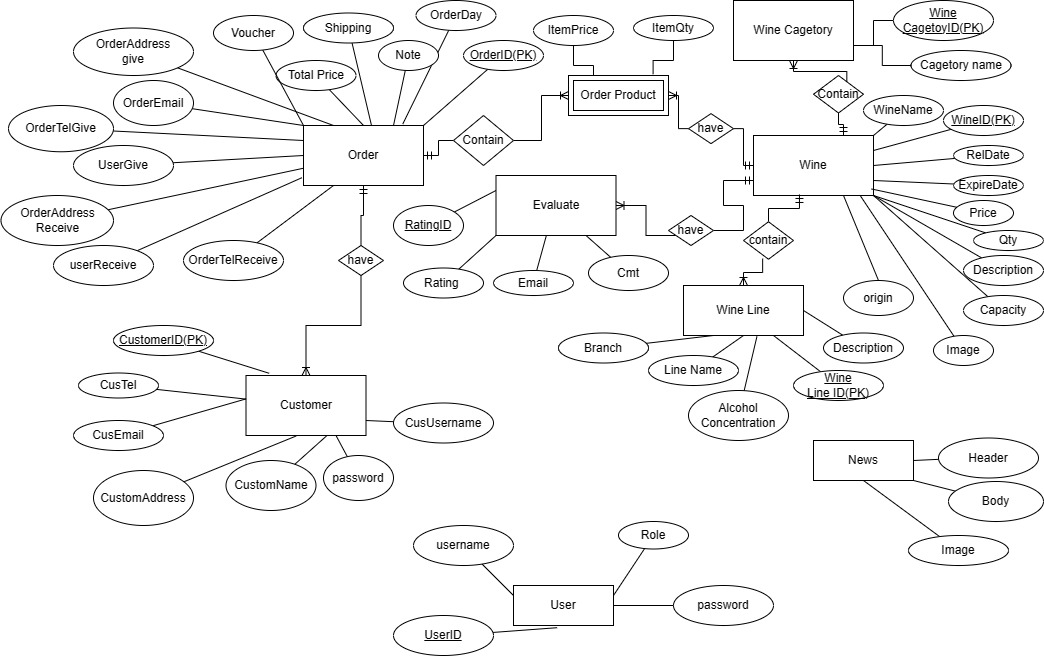 OrderDay
Wine
CagetoyID(PK)
Shipping
ItemQty
ItemPrice
Wine Cagetory
Voucher
OrderAddress
give
Note
OrderID(PK)
Cagetory name
Total Price
Order Product
Contain
OrderEmail
WineName
WineID(PK)
OrderTelGive
have
Contain
Order
RelDate
UserGive
Wine
ExpireDate
Evaluate
Price
OrderAddress
Receive
RatingID
have
contain
Qty
userReceive
OrderTelReceive
have
Description
Rating
Email
Cmt
origin
Wine Line
Capacity
CustomerID(PK)
Branch
Description
Image
Line Name
CusTel
Wine
Line ID(PK)
Customer
Alcohol
Concentration
CusUsername
CusEmail
News
Header
password
CustomName
CustomAddress
Body
Role
username
Image
User
password
UserID